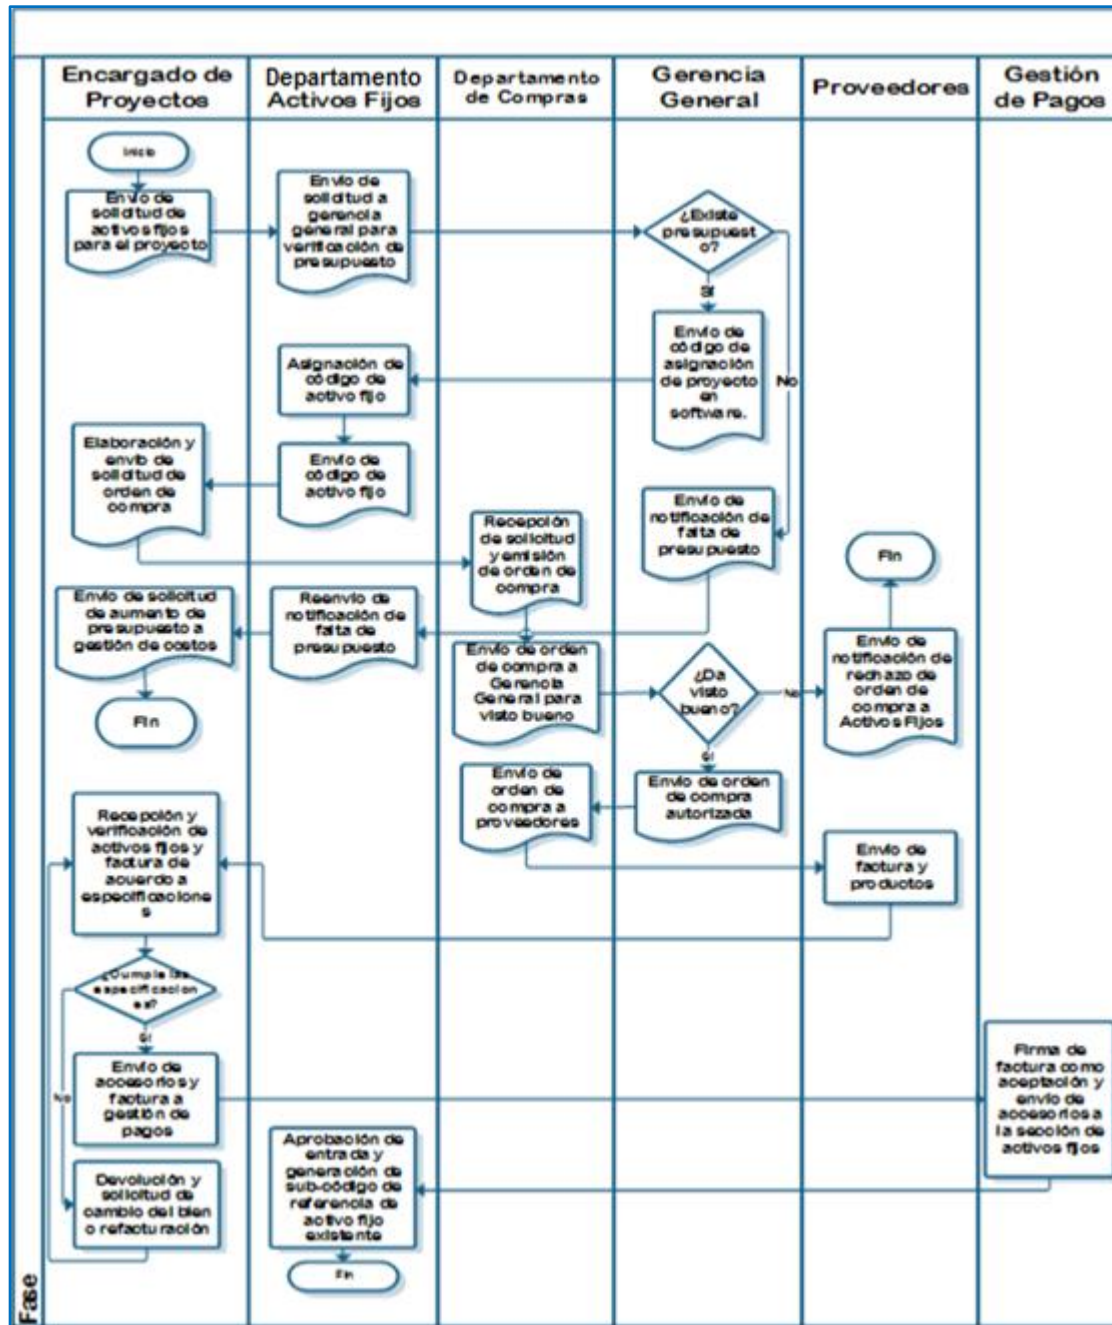 Encargado de
Proyectos
Departamento
Activos Fijos
Departamento
de Compras
Gerencia
General
Proveedores
Gestión
de Pagos
Inicio
Envío de
solicitud de
activos fijos
para el proyecto
Envío de
solicitud a
gerencia
general para
verificación de
presupuesto
¿Existe
presupuest
o?
Sí
No
Envío de
código de
asignación
de proyecto
en
software.
Asignación de
código de
activo fijo
Envío de
código de
activo fijo
Elaboración y
envío de
solicitud de
orden de
compra
Recepción
de solicitud
y emisión
de orden de
compra
Envío de
notificación de
falta de
presupuesto
Fin
Envío de solicitud
de aumento de
presupuesto a
gestión de costos
Reenvío de
notificación de
falta de
presupuesto
Envío de orden
de compra a
Gerencia
General para
visto bueno
¿Da
visto
bueno?
No
Sí
Envío de
notificación de
rechazo de
orden de
compra a
Activos Fijos
Fin
Envío de
orden de
compra a
proveedores
Envío de orden
de compra
autorizada
Recepción y
verificación de
activos fijos y
factura de
acuerdo a
especificacione
s
Envío de
factura y
productos
¿Cumple las
especificacion
es?
Sí
No
Envío de
accesorios y
factura a
gestión de
pagos
Firma de
factura como
aceptación y
envío de
accesorios a
la sección de
activos fijos
Devolución y
solicitud de
cambio del bien
o refacturación
Aprobación de
entrada y
generación de
sub-código de
referencia de
activo fijo
existente
Fin
Fase